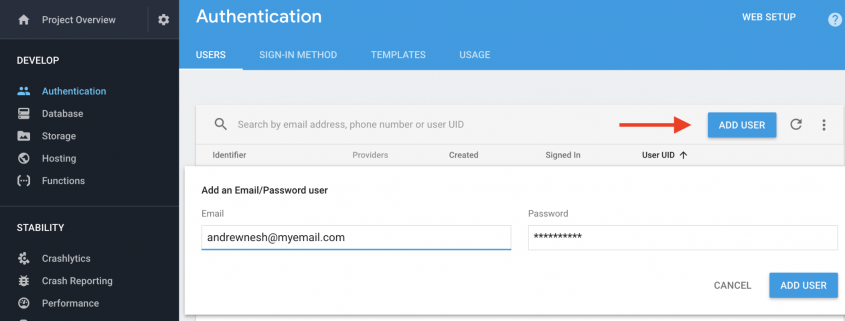 Project Overview
DEVELOP
Authentication
Database
Storage
Hosting
Functions
STABILITY
Crashlytics
Crash Reporting
Performance
Authentication
WEB SETUP
USERS SIGN-IN METHOD TEMPLATES USAGE
Search by email address, phone number or user UID
ADD USER
Identifier Providers Created Signed In User UID
Add an Email/Password user
Email Password
andrewnesh@myemail.com **********
CANCEL ADD USER